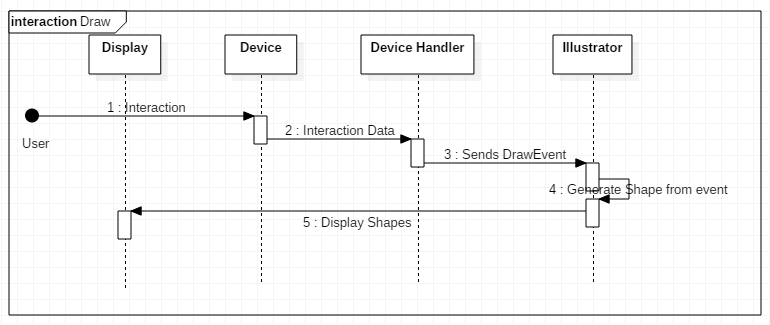 interaction Draw
Display
Device
Device Handler
Illustrator
1 : Interaction
User
2 : Interaction Data
3 : Sends DrawEvent
4 : Generate Shape from event
5 : Display Shapes